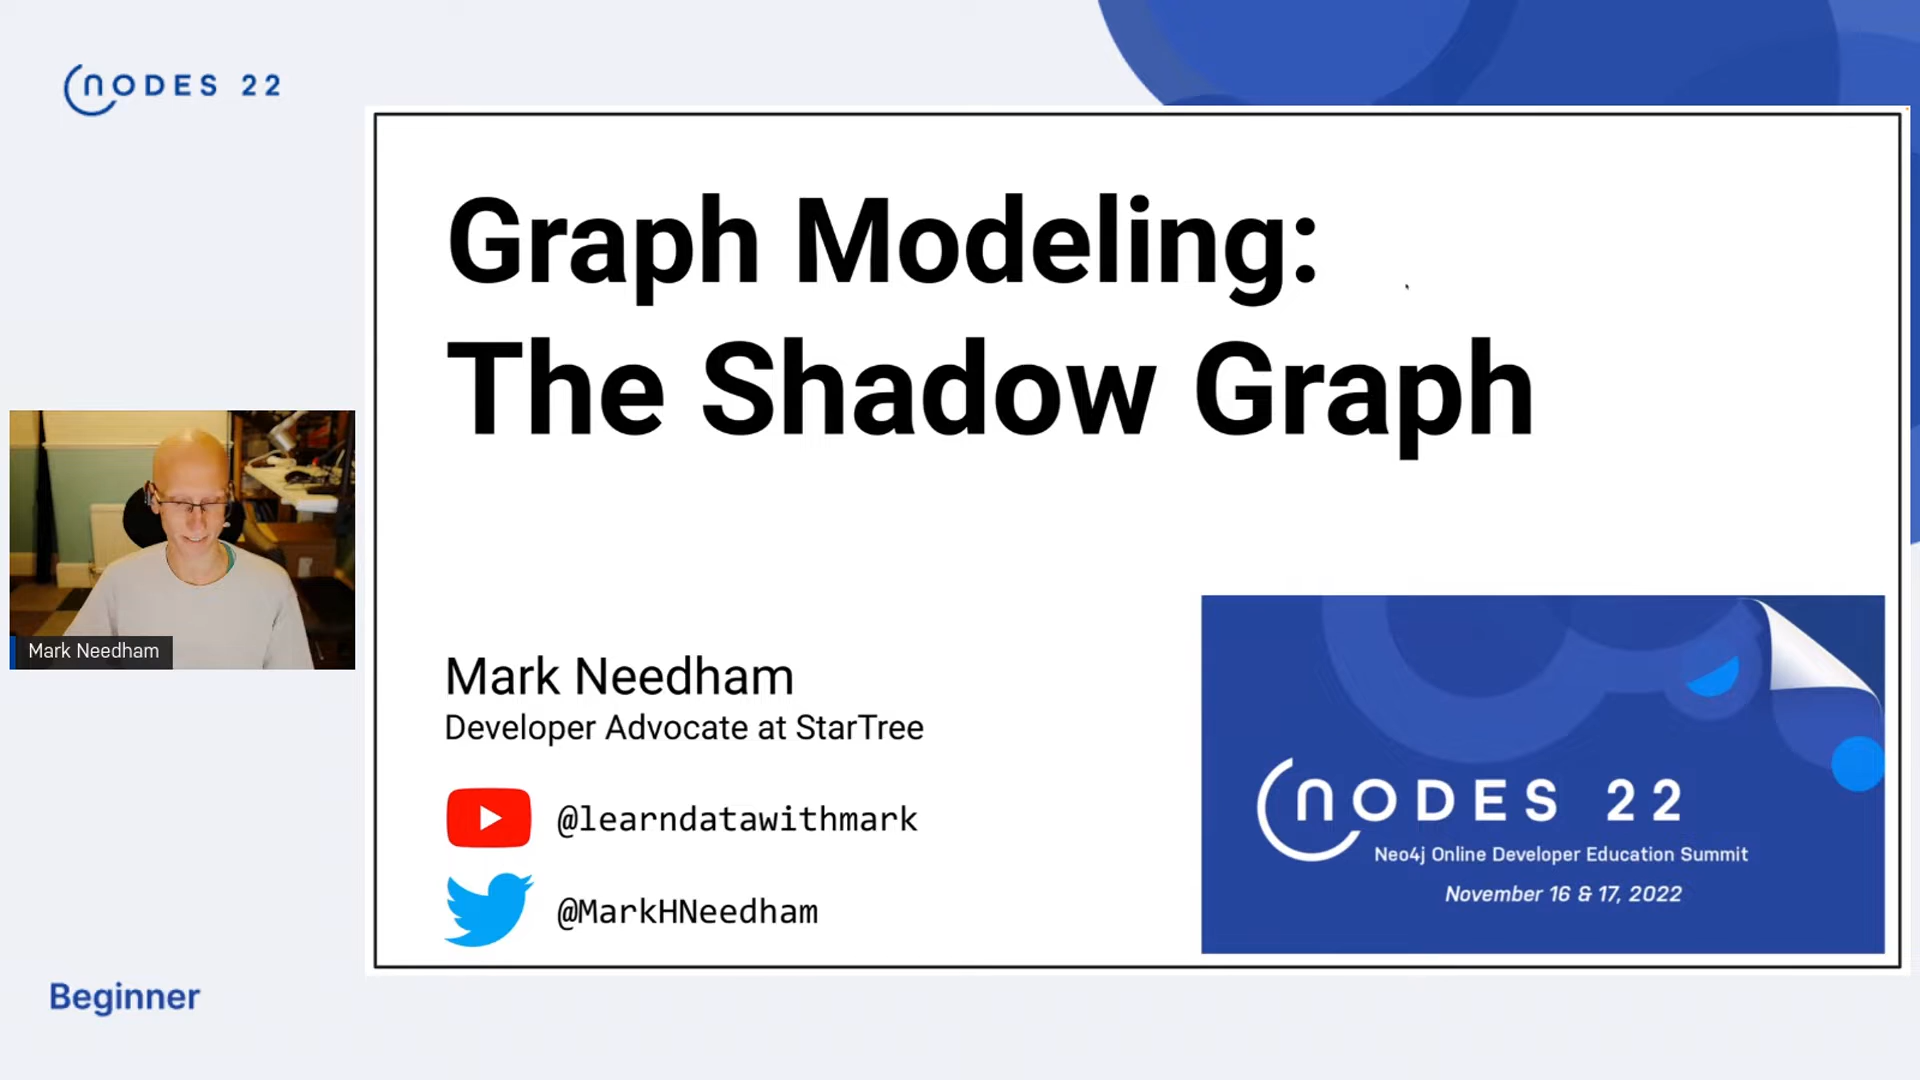 NODES 22
Graph Modeling:
The Shadow Graph
Mark Needham
Mark Needham
Developer Advocate at StarTree
@learndatawithmark
@MarkHNeedham
NODES 22
Neo4j Online Developer Education Summit
November 16 & 17, 2022
Beginner